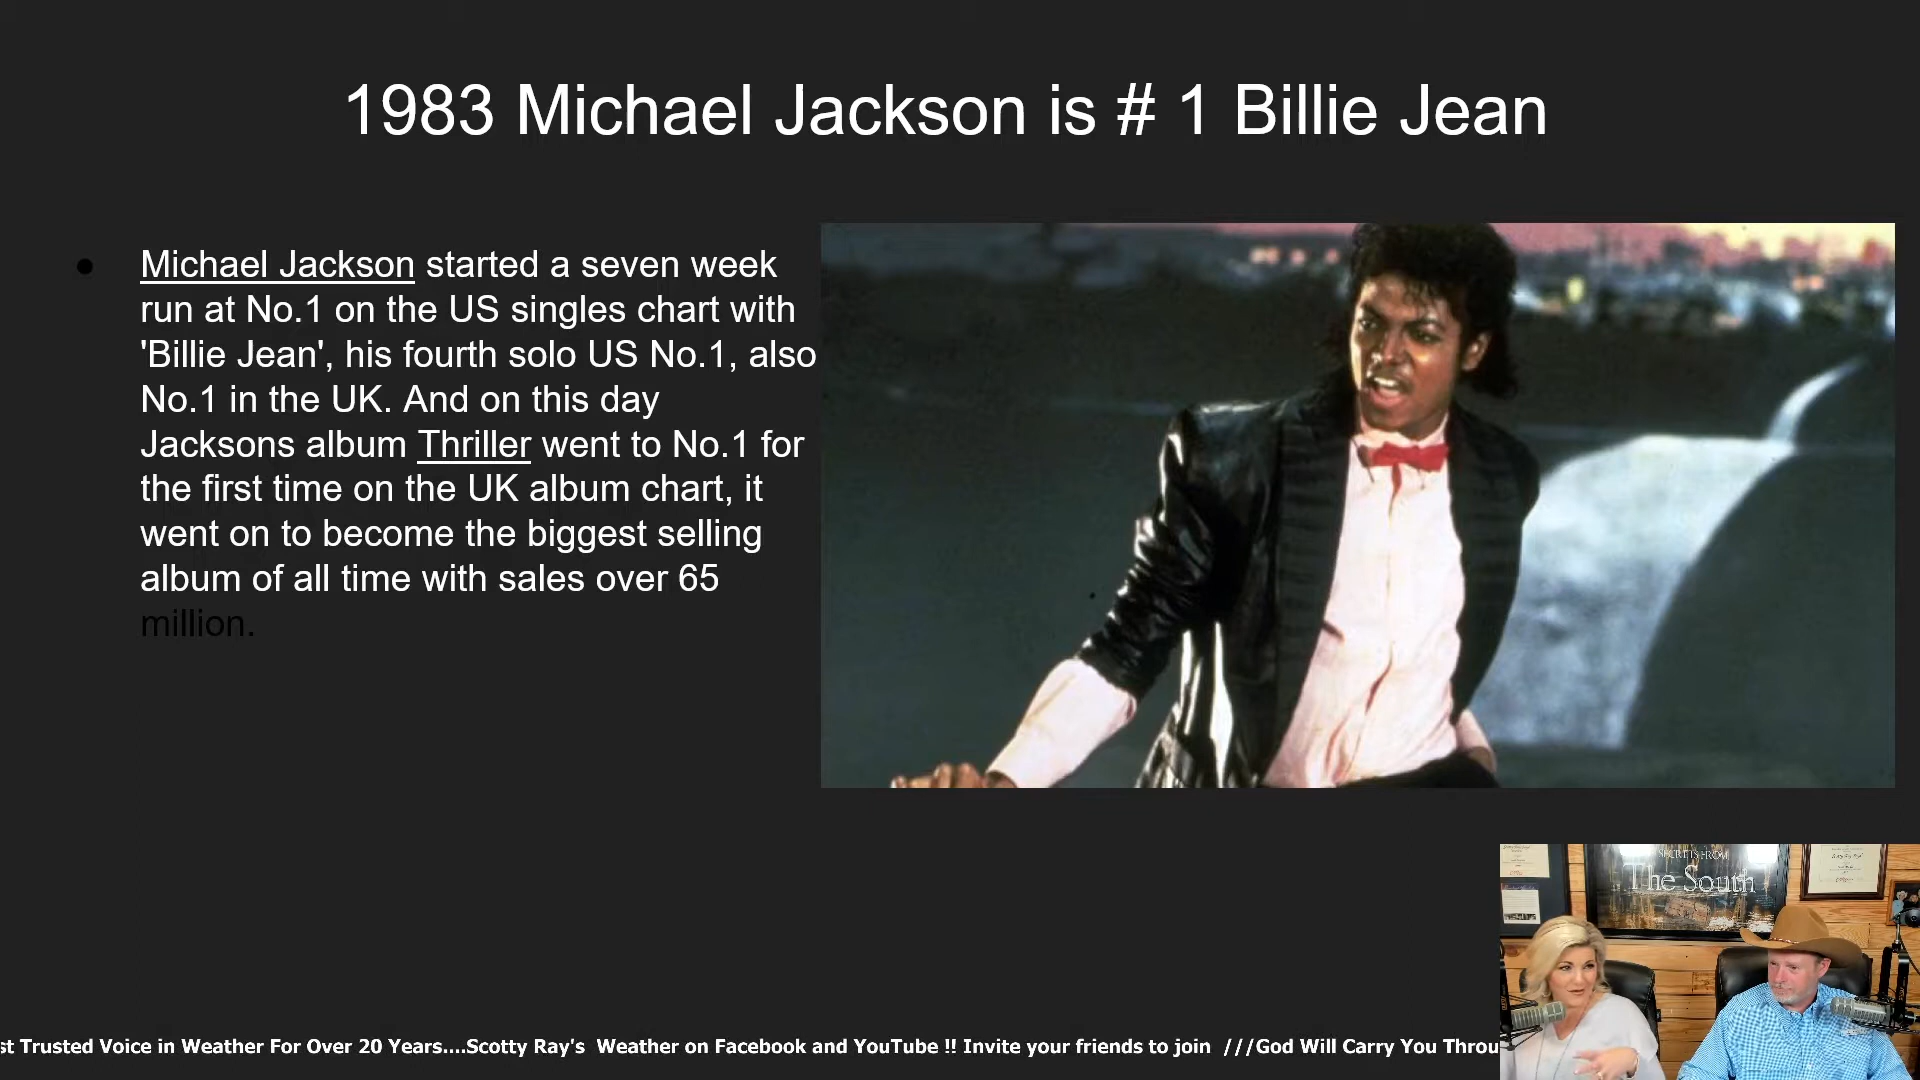 1983 Michael Jackson is # 1 Billie Jean
Michael Jackson started a seven week
run at No.1 on the US singles chart with
'Billie Jean', his fourth solo US No.1, also
No.1 in the UK. And on this day
Jacksons album Thriller went to No.1 for
the first time on the UK album chart, it
went on to become the biggest selling
album of all time with sales over 65
million.
SECRETS FROM
The South
st Trusted Voice in Weather For Over 20 Years....Scotty Ray's  Weather on Facebook and YouTube !! Invite your friends to join  ///God Will Carry You Throu